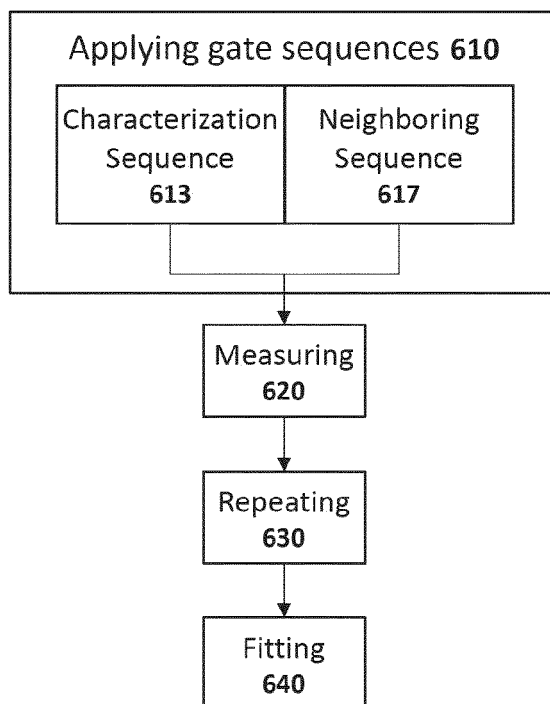 Applying gate sequences 610
Characterization
Sequence
613
Neighboring
Sequence
617
Measuring
620
Repeating
630
Fitting
640